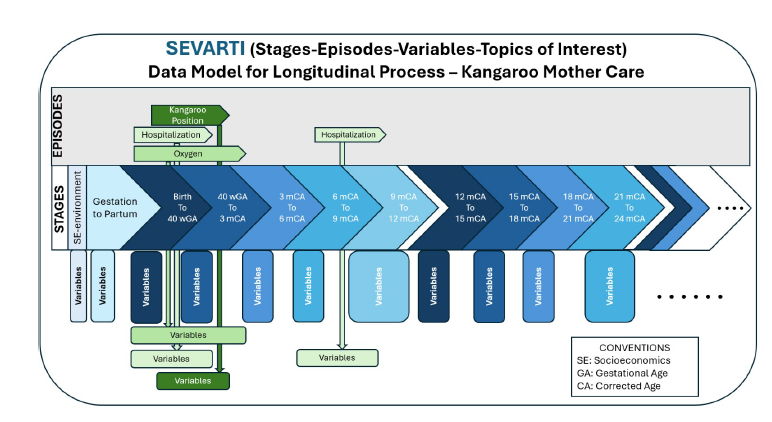 SEVARTI (Stages-Episodes-Variables-Topics of Interest)
Data Model for Longitudinal Process – Kangaroo Mother Care
EPISODES
Kangaroo
Position
Hospitalization
Oxygen
Hospitalization
STAGES
SE-environment
Gestation
to Partum
Birth
To
40 wGA
40 wGA
To
3 mCA
3 mCA
To
6 mCA
6 mCA
To
9 mCA
9 mCA
To
12 mCA
12 mCA
To
15 mCA
15 mCA
To
18 mCA
18 mCA
To
21 mCA
21 mCA
To
24 mCA
....
Variables
Variables
Variables
Variables
Variables
Variables
Variables
Variables
Variables
Variables
Variables
......
Variables
Variables
Variables
Variables
CONVENTIONS
SE: Socioeconomics
GA: Gestational Age
CA: Corrected Age